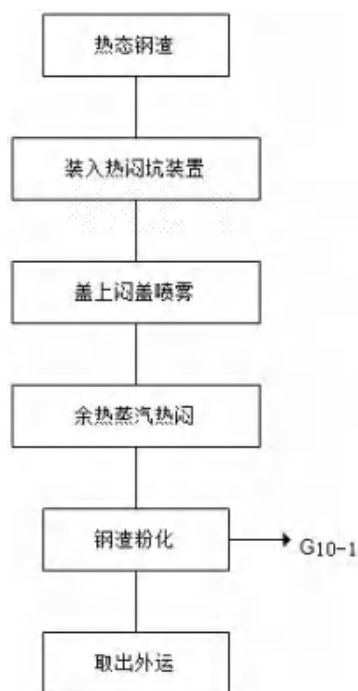 热态钢渣
装入热闷坑装置
盖上闷盖喷雾
余热蒸汽热闷
钢渣粉化
G10-1
取出外运